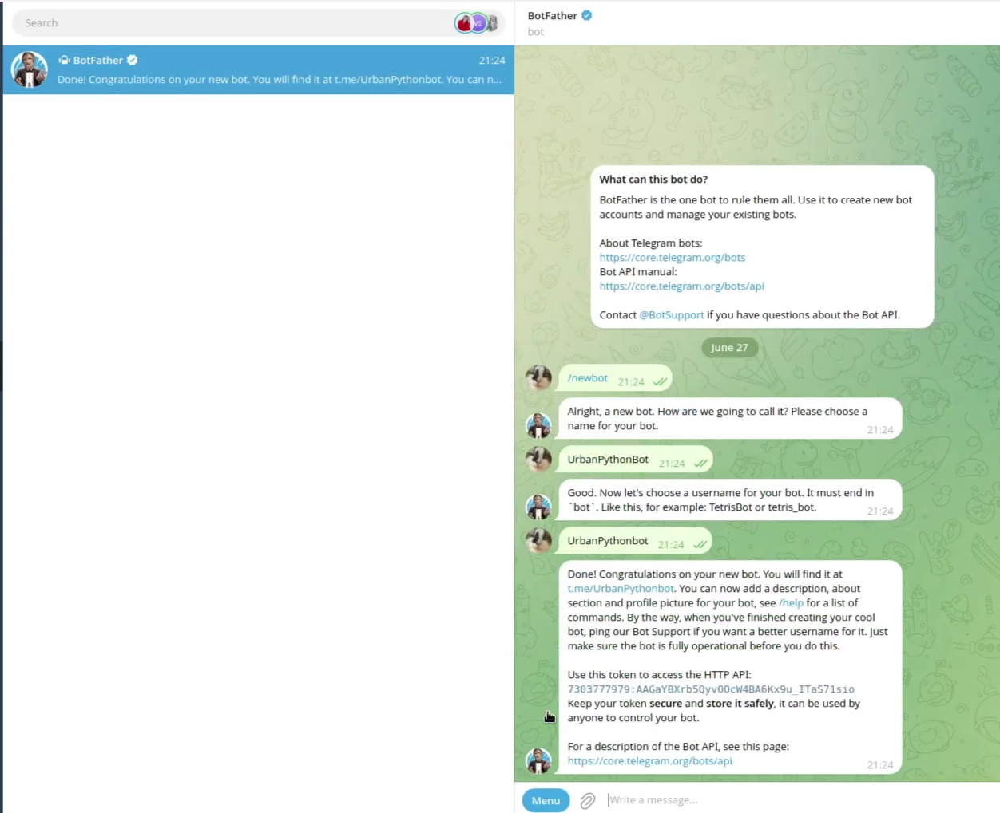 Search
VS
BotFather
21:24
Done! Congratulations on your new bot. You will find it at t.me/UrbanPythonbot. You can n...
BotFather
bot
What can this bot do?
BotFather is the one bot to rule them all. Use it to create new bot
accounts and manage your existing bots.
About Telegram bots:
https://core.telegram.org/bots
Bot API manual:
https://core.telegram.org/bots/api
Contact @BotSupport if you have questions about the Bot API.
June 27
/newbot 21:24
Alright, a new bot. How are we going to call it? Please choose a
name for your bot.
21:24
UrbanPythonBot 21:24
Good. Now let's choose a username for your bot. It must end in
`bot`. Like this, for example: TetrisBot or tetris_bot.
21:24
UrbanPythonbot 21:24
Done! Congratulations on your new bot. You will find it at
t.me/UrbanPythonbot. You can now add a description, about
section and profile picture for your bot, see /help for a list of
commands. By the way, when you've finished creating your cool
bot, ping our Bot Support if you want a better username for it. Just
make sure the bot is fully operational before you do this.
Use this token to access the HTTP API:
7303777979:AAGaYBXrb5QyvOOcW4BA6Kx9u_ITaS71sio
Keep your token secure and store it safely, it can be used by
anyone to control your bot.
For a description of the Bot API, see this page:
https://core.telegram.org/bots/api
21:24
Menu
Write a message...